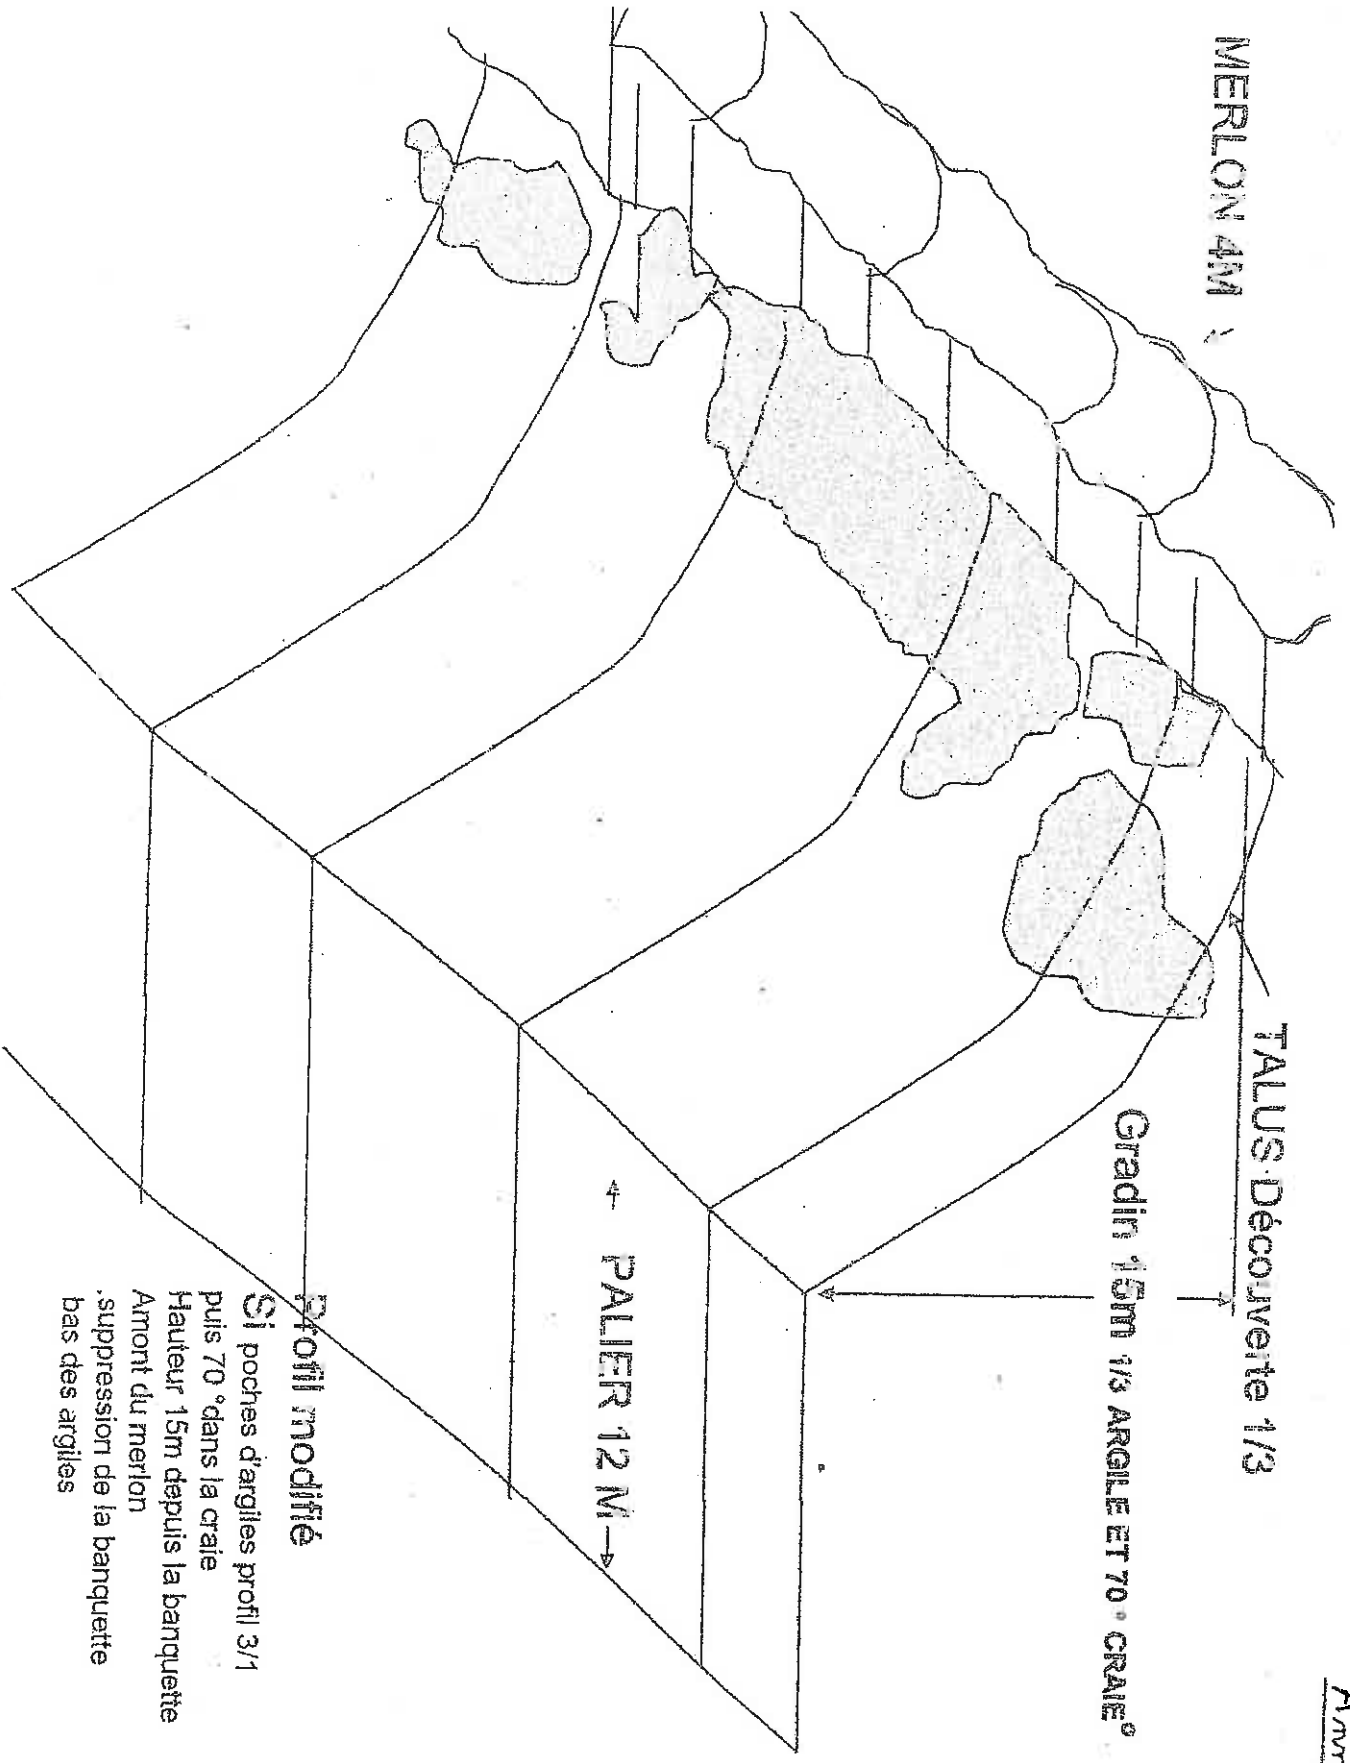 MERLON 4M
TALUS Découverte 1/3
Gradin 15m 1/3 ARGILE ET 70 ° CRAIE°
PALIER 12 M
Profil modifié
Si poches d'argiles profil 3/1
puis 70 °dans la craie
Hauteur 15m depuis la banquette
Amont du merlon
.suppression de la banquette
bas des argiles